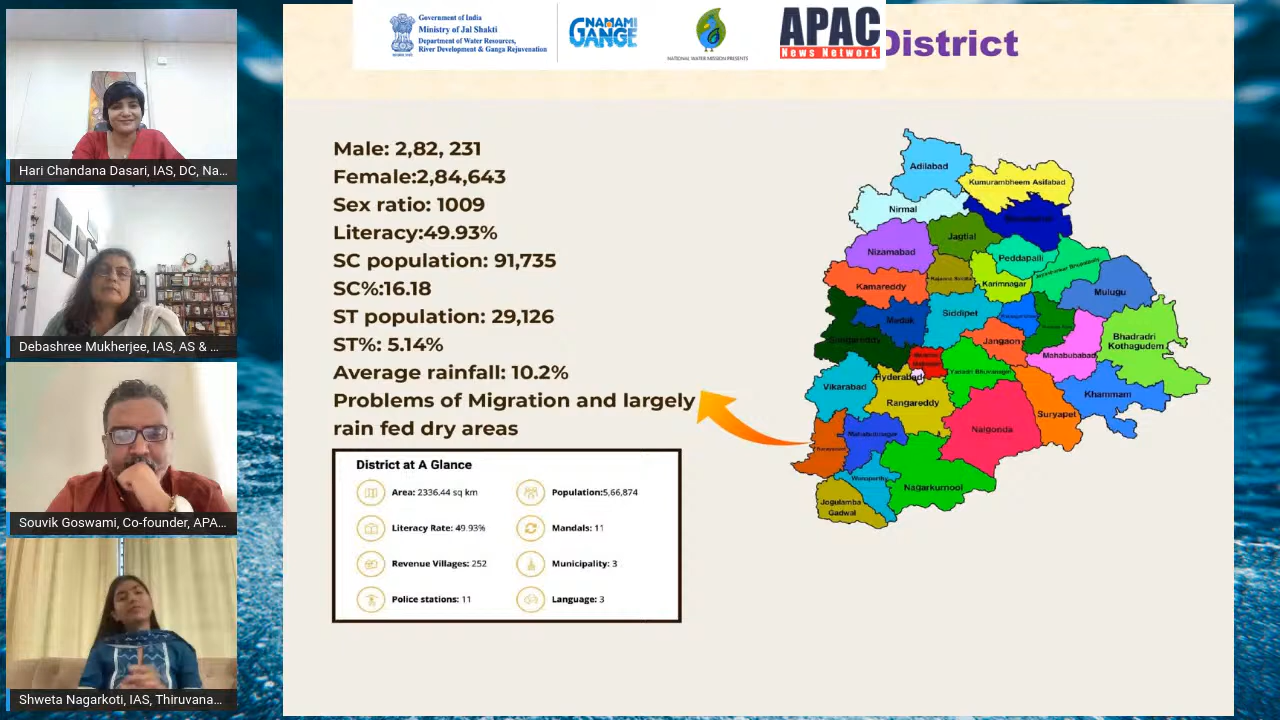 Government of India
Ministry of Jal Shakti
Department of Water Resources,
River Development & Ganga Rejuvenation
NAMAMI
GANGE
NATIONAL WATER MISSION PRESENTS
APAC
News Network
District
Hari Chandana Dasari, IAS, DC, Na...
Debashree Mukherjee, IAS, AS & ...
Souvik Goswami, Co-founder, APA...
Shweta Nagarkoti, IAS, Thiruvana...
Male: 2,82, 231
Female:2,84,643
Sex ratio: 1009
Literacy:49.93%
SC population: 91,735
SC%:16.18
ST population: 29,126
ST%: 5.14%
Average rainfall: 10.2%
Problems of Migration and largely
rain fed dry areas
District at A Glance
Area: 2336.44 sq km
Population:5,66,874
Literacy Rate: 49.93%
Mandals: 11
Revenue Villages: 252
Municipality: 3
Police stations: 11
Language: 3
Adilabad
Kumurambheem Asifabad
Nirmal
Jagtial
Nizamabad
Peddapalli
Kamareddy
Karimnagar
Mulugu
Siddipet
Medak
Sangareddy
Jangaon
Bhadradri
Kothagudem
Mahabubabad
Hyderabad
Yadadri Bhuvanagiri
Vikarabad
Rangareddy
Khammam
Suryapet
Nalgonda
Mahabubnagar
Narayanpet
Wanaparthy
Nagarkurnool
Jogulamba
Gadwal